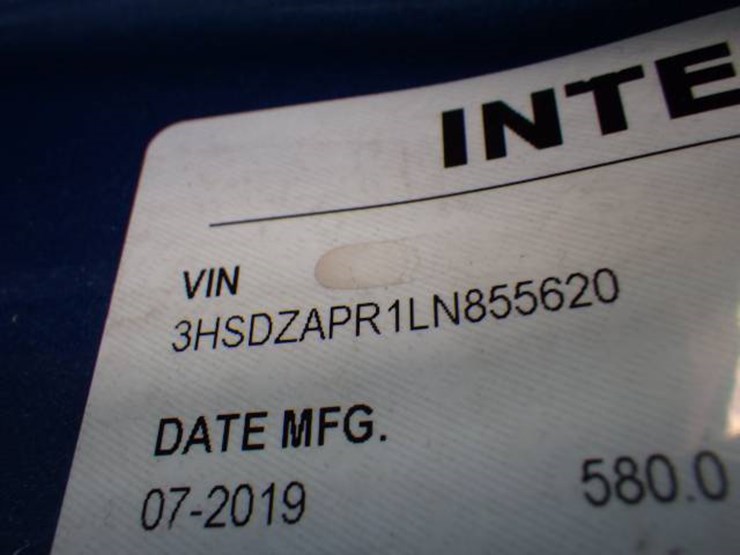 INTE
VIN
3HSDZAPR1LN855620
DATE MFG.
07-2019
580.0